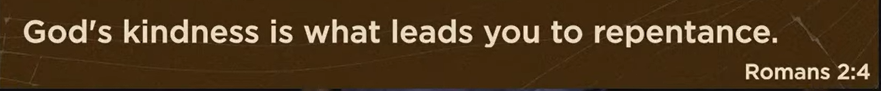 God's kindness is what leads you to repentance.
Romans 2:4